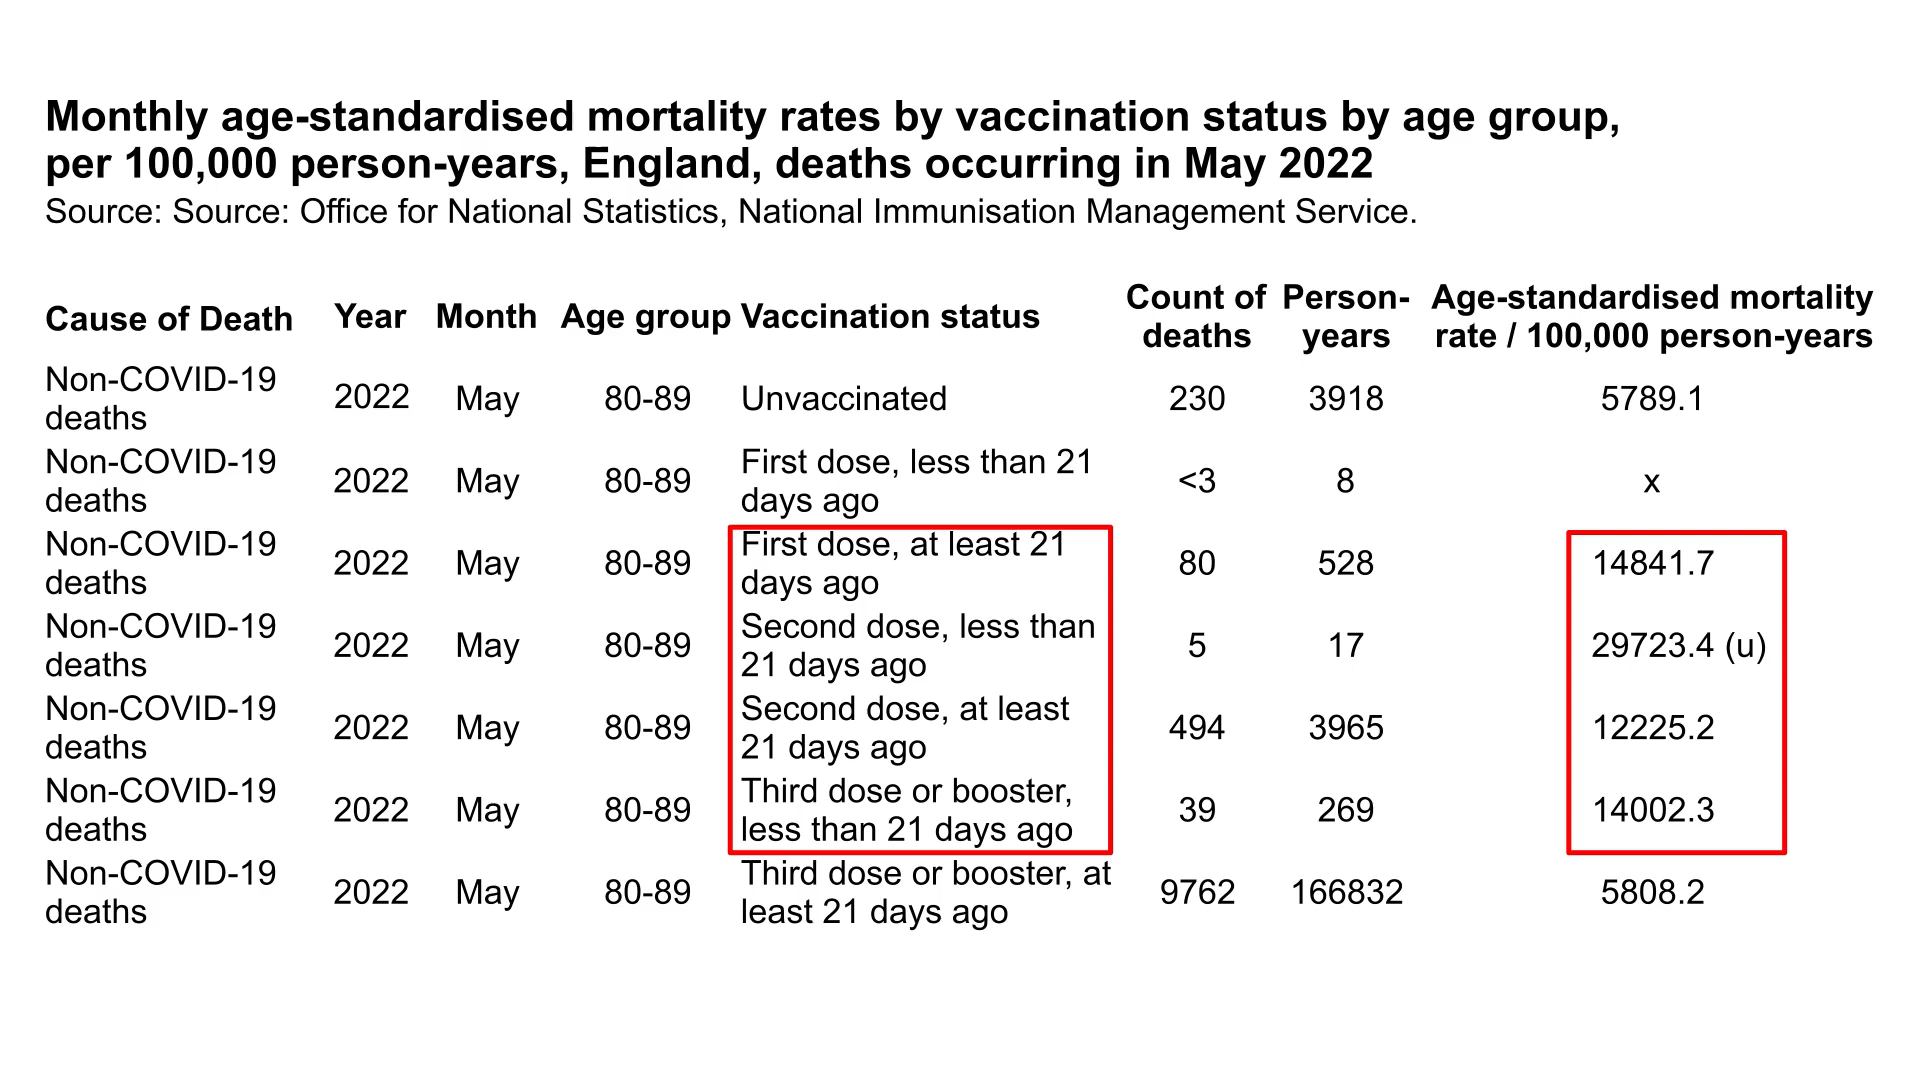 Monthly age-standardised mortality rates by vaccination status by age group,
per 100,000 person-years, England, deaths occurring in May 2022
Source: Source: Office for National Statistics, National Immunisation Management Service.
Cause of Death Year Month Age group Vaccination status Count of deaths Person-years Age-standardised mortality rate / 100,000 person-years
Non-COVID-19 deaths 2022 May 80-89 Unvaccinated 230 3918 5789.1
Non-COVID-19 deaths 2022 May 80-89 First dose, less than 21 days ago <3 8 x
Non-COVID-19 deaths 2022 May 80-89 First dose, at least 21 days ago 80 528 14841.7
Non-COVID-19 deaths 2022 May 80-89 Second dose, less than 21 days ago 5 17 29723.4 (u)
Non-COVID-19 deaths 2022 May 80-89 Second dose, at least 21 days ago 494 3965 12225.2
Non-COVID-19 deaths 2022 May 80-89 Third dose or booster, less than 21 days ago 39 269 14002.3
Non-COVID-19 deaths 2022 May 80-89 Third dose or booster, at least 21 days ago 9762 166832 5808.2